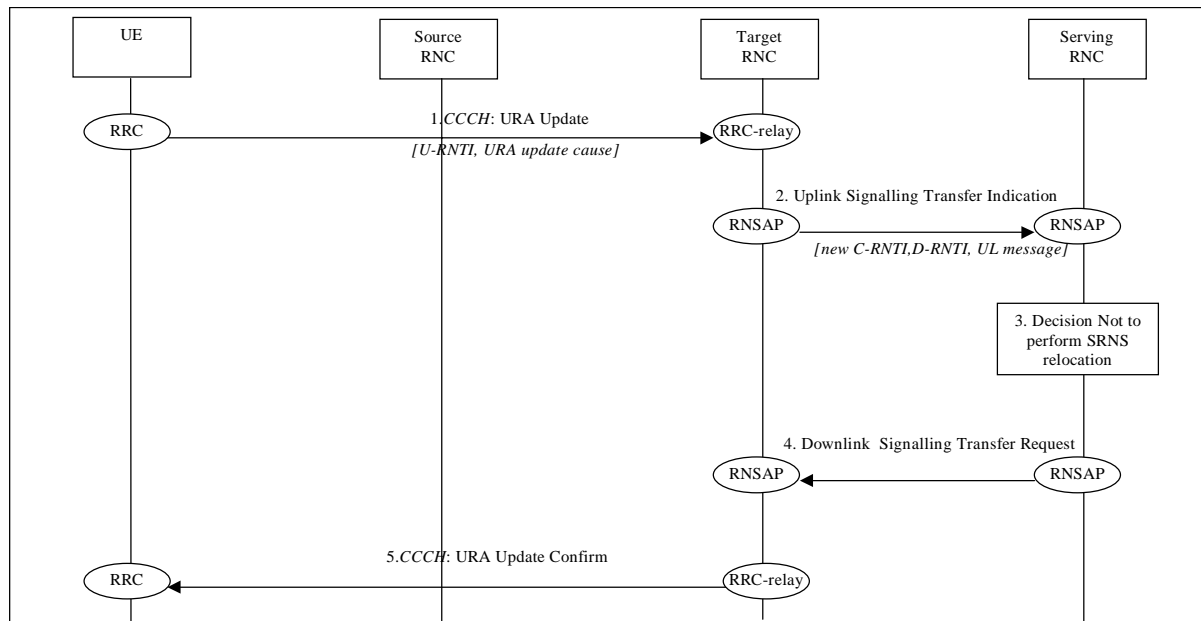 UE
Source
RNC
Target
RNC
Serving
RNC
1.CCCH: URA Update
RRC
RRC-relay
[U-RNTI, URA update cause]
2. Uplink Signalling Transfer Indication
RNSAP
RNSAP
[new C-RNTI,D-RNTI, UL message]
3. Decision Not to
perform SRNS
relocation
4. Downlink Signalling Transfer Request
RNSAP
RNSAP
5.CCCH: URA Update Confirm
RRC
RRC-relay